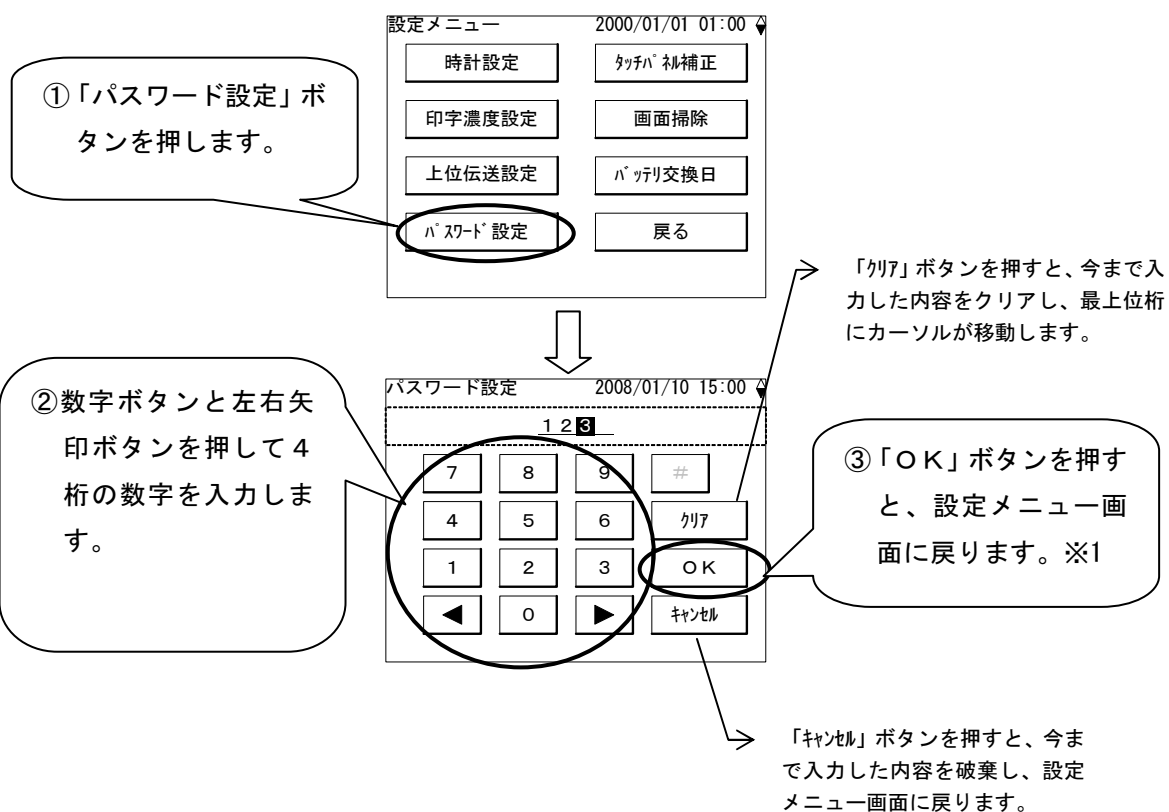 設定メニュー 2000/01/01 01:00
時計設定 ﾀｯﾁﾊﾟﾈﾙ補正
①「パスワード設定」ボ
タンを押します。
印字濃度設定 画面掃除
上位伝送設定 ﾊﾞｯﾃﾘ交換日
ﾊﾟｽﾜｰﾄﾞ設定 戻る
「ｸﾘｱ」ボタンを押すと、今まで入
力した内容をクリアし、最上位桁
にカーソルが移動します。
パスワード設定 2008/01/10 15:00
１２３
②数字ボタンと左右矢
印ボタンを押して４
桁の数字を入力しま
す。
７ ８ ９ ＃
４ ５ ６ ｸﾘｱ
１ ２ ３ ＯＫ
◀ ０ ▶ ｷｬﾝｾﾙ
③「ＯＫ」ボタンを押す
と、設定メニュー画
面に戻ります。※1
「ｷｬﾝｾﾙ」ボタンを押すと、今ま
で入力した内容を破棄し、設定
メニュー画面に戻ります。